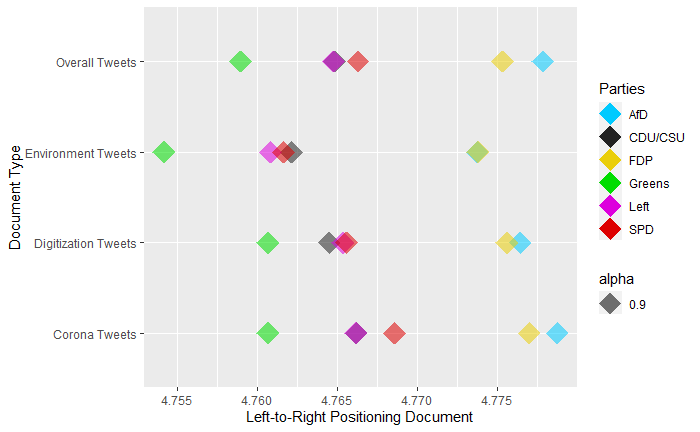 Overall Tweets
Environment Tweets
Digitization Tweets
Corona Tweets
Document Type
4.755 4.760 4.765 4.770 4.775
Left-to-Right Positioning Document
Parties
AfD
CDU/CSU
FDP
Greens
Left
SPD
alpha
0.9